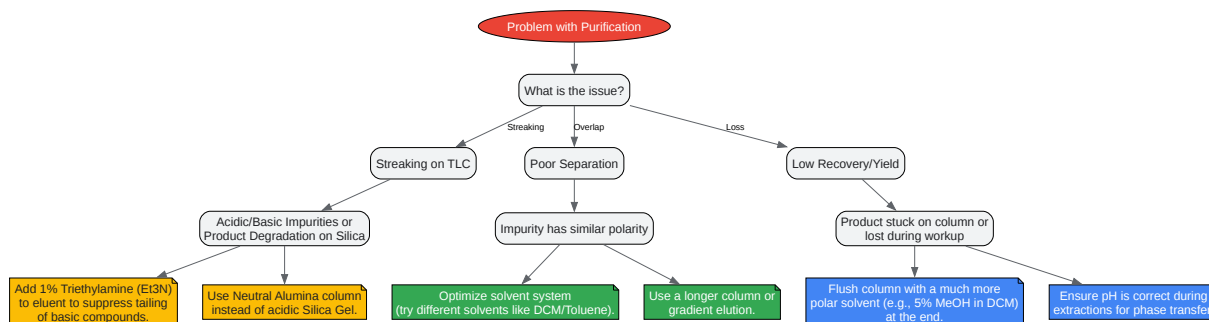 Problem with Purification
What is the issue?
Streaking
Overlap
Loss
Streaking on TLC
Poor Separation
Low Recovery/Yield
Acidic/Basic Impurities or
Product Degradation on Silica
Impurity has similar polarity
Product stuck on column or
lost during workup
Add 1% Triethylamine (Et3N)
to eluent to suppress tailing
of basic compounds.
Use Neutral Alumina column
instead of acidic Silica Gel.
Optimize solvent system
(try different solvents like DCM/Toluene).
Use a longer column or
gradient elution.
Flush column with a much more
polar solvent (e.g., 5% MeOH in DCM)
at the end.
Ensure pH is correct during
extractions for phase transfer